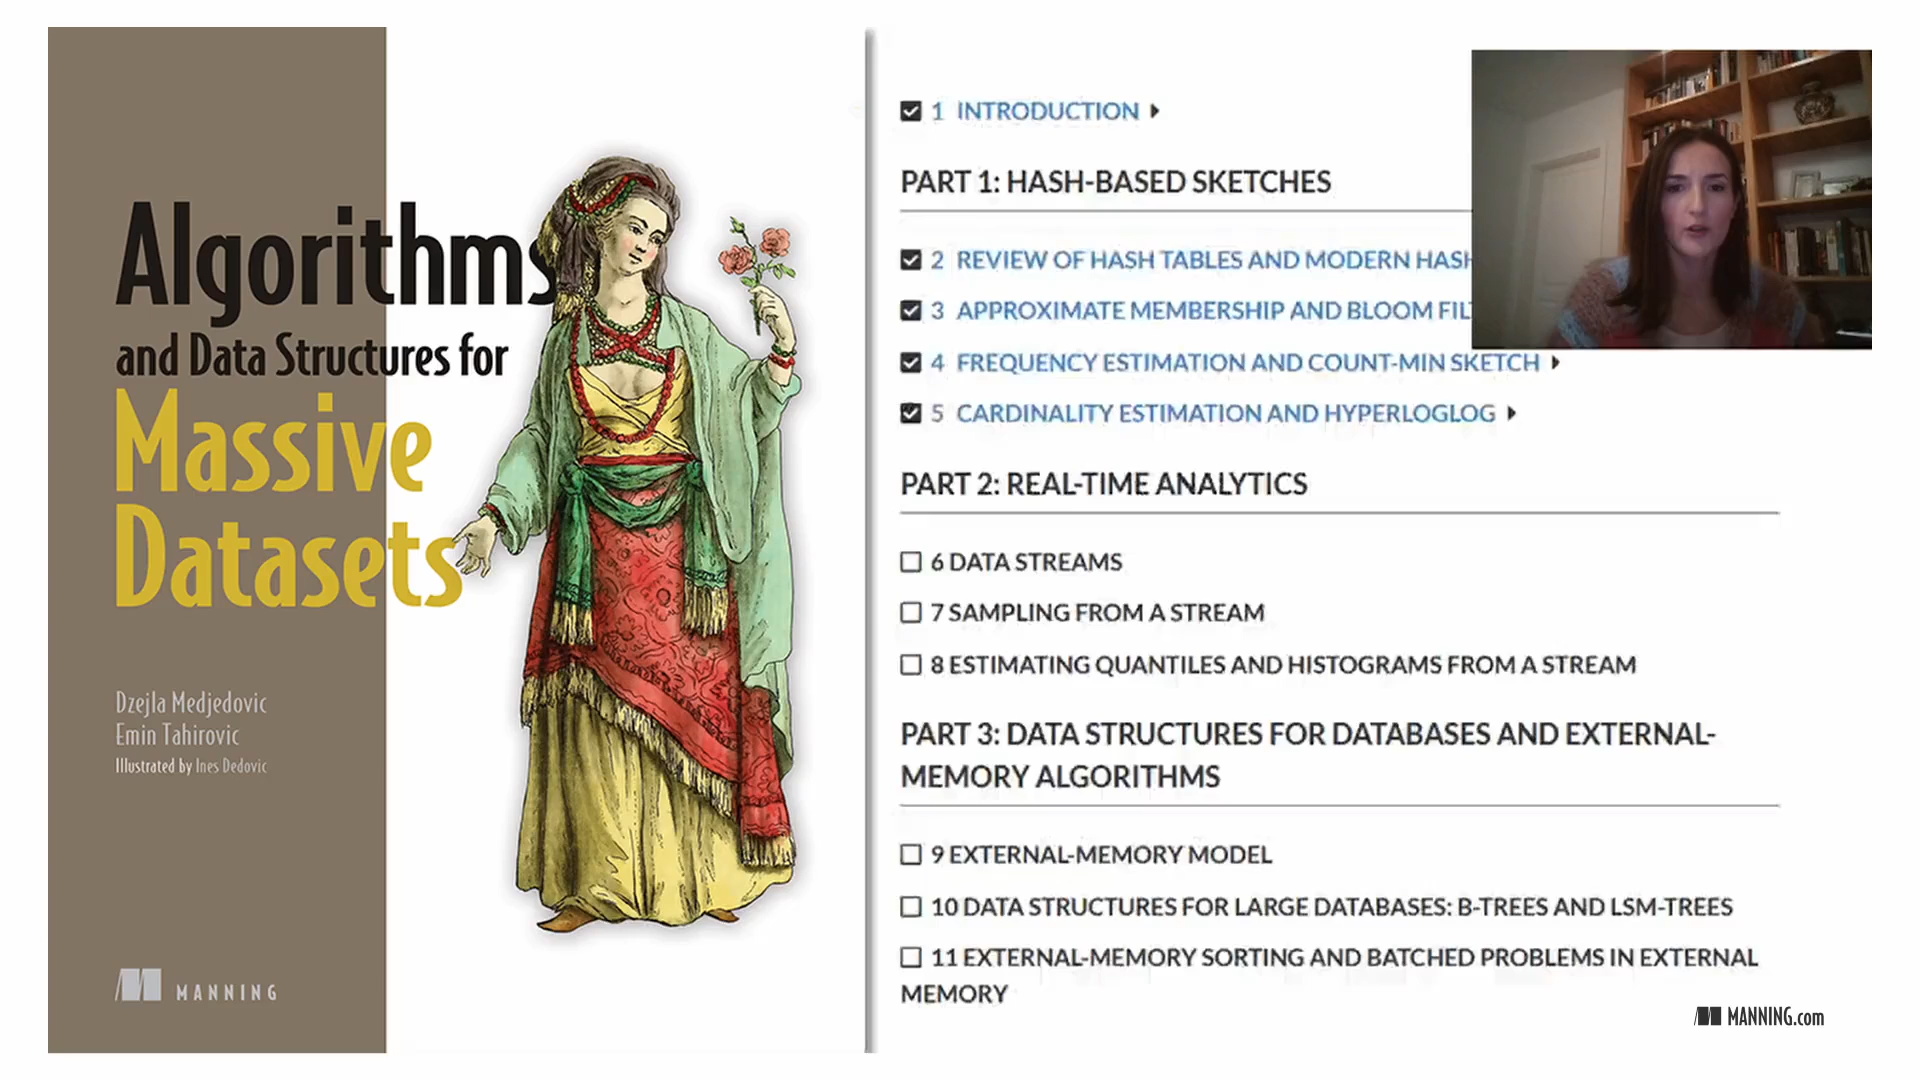 Algorithms
and Data Structures for
Massive
Datasets
Dzejla Medjedovic
Emin Tahirovic
Illustrated by Ines Dedovic
MANNING
1 INTRODUCTION
PART 1: HASH-BASED SKETCHES
2 REVIEW OF HASH TABLES AND MODERN HASH
3 APPROXIMATE MEMBERSHIP AND BLOOM FIL
4 FREQUENCY ESTIMATION AND COUNT-MIN SKETCH
5 CARDINALITY ESTIMATION AND HYPERLOGLOG
PART 2: REAL-TIME ANALYTICS
6 DATA STREAMS
7 SAMPLING FROM A STREAM
8 ESTIMATING QUANTILES AND HISTOGRAMS FROM A STREAM
PART 3: DATA STRUCTURES FOR DATABASES AND EXTERNAL-
MEMORY ALGORITHMS
9 EXTERNAL-MEMORY MODEL
10 DATA STRUCTURES FOR LARGE DATABASES: B-TREES AND LSM-TREES
11 EXTERNAL-MEMORY SORTING AND BATCHED PROBLEMS IN EXTERNAL
MEMORY
MANNING.com